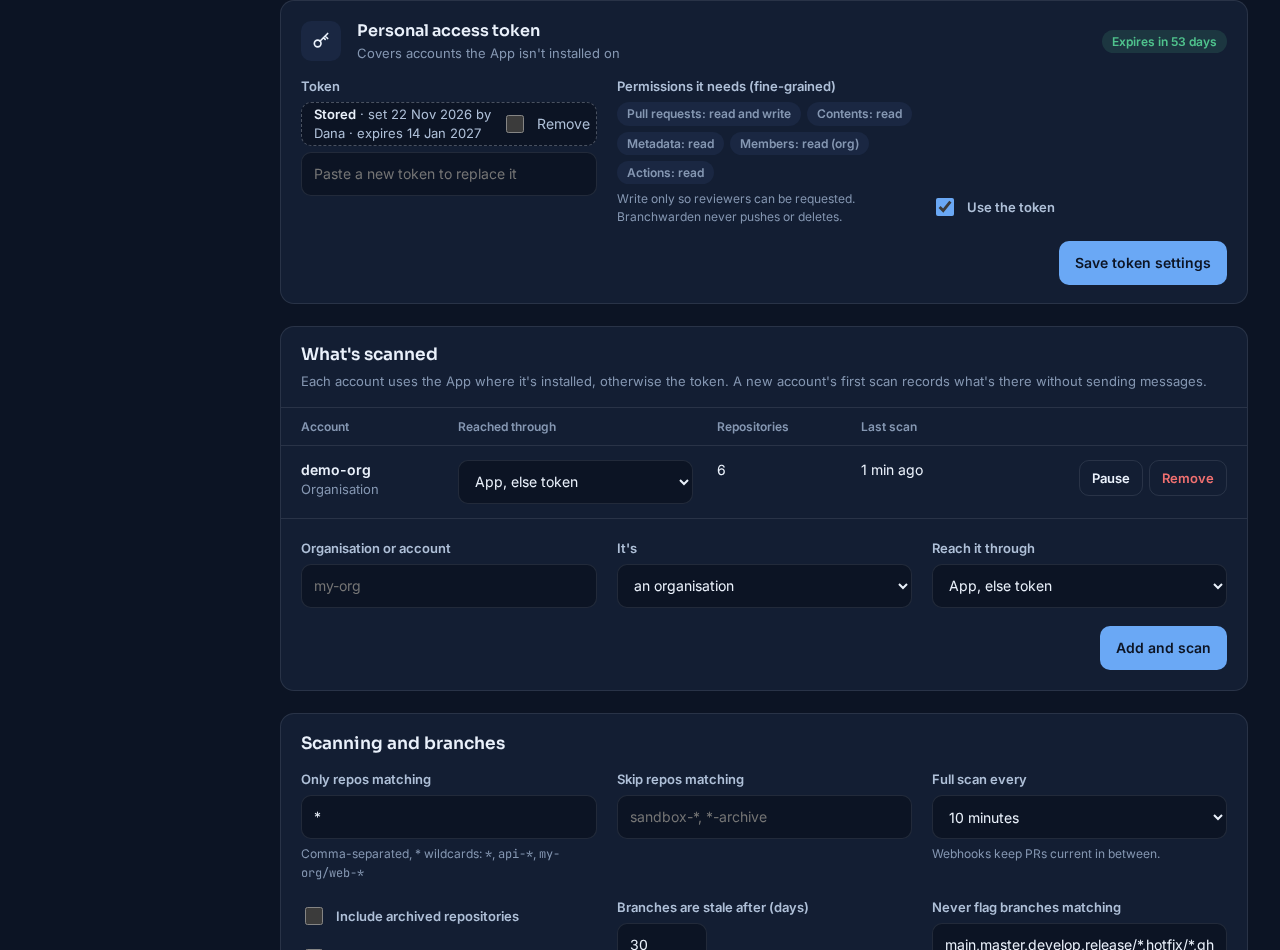 Personal access token
Covers accounts the App isn't installed on
Expires in 53 days
Token
Stored · set 22 Nov 2026 by
Dana · expires 14 Jan 2027
Remove
Paste a new token to replace it
Permissions it needs (fine-grained)
Pull requests: read and write
Contents: read
Metadata: read
Members: read (org)
Actions: read
Write only so reviewers can be requested.
Branchwarden never pushes or deletes.
Use the token
Save token settings
What's scanned
Each account uses the App where it's installed, otherwise the token. A new account's first scan records what's there without sending messages.
Account
Reached through
Repositories
Last scan
demo-org
Organisation
App, else token
6
1 min ago
Pause
Remove
Organisation or account
my-org
It's
an organisation
Reach it through
App, else token
Add and scan
Scanning and branches
Only repos matching
*
Comma-separated, * wildcards: *, api-*, my-
org/web-*
Skip repos matching
sandbox-*, *-archive
Full scan every
10 minutes
Webhooks keep PRs current in between.
Include archived repositories
Branches are stale after (days)
30
Never flag branches matching
main,master,develop,release/*,hotfix/*,gh